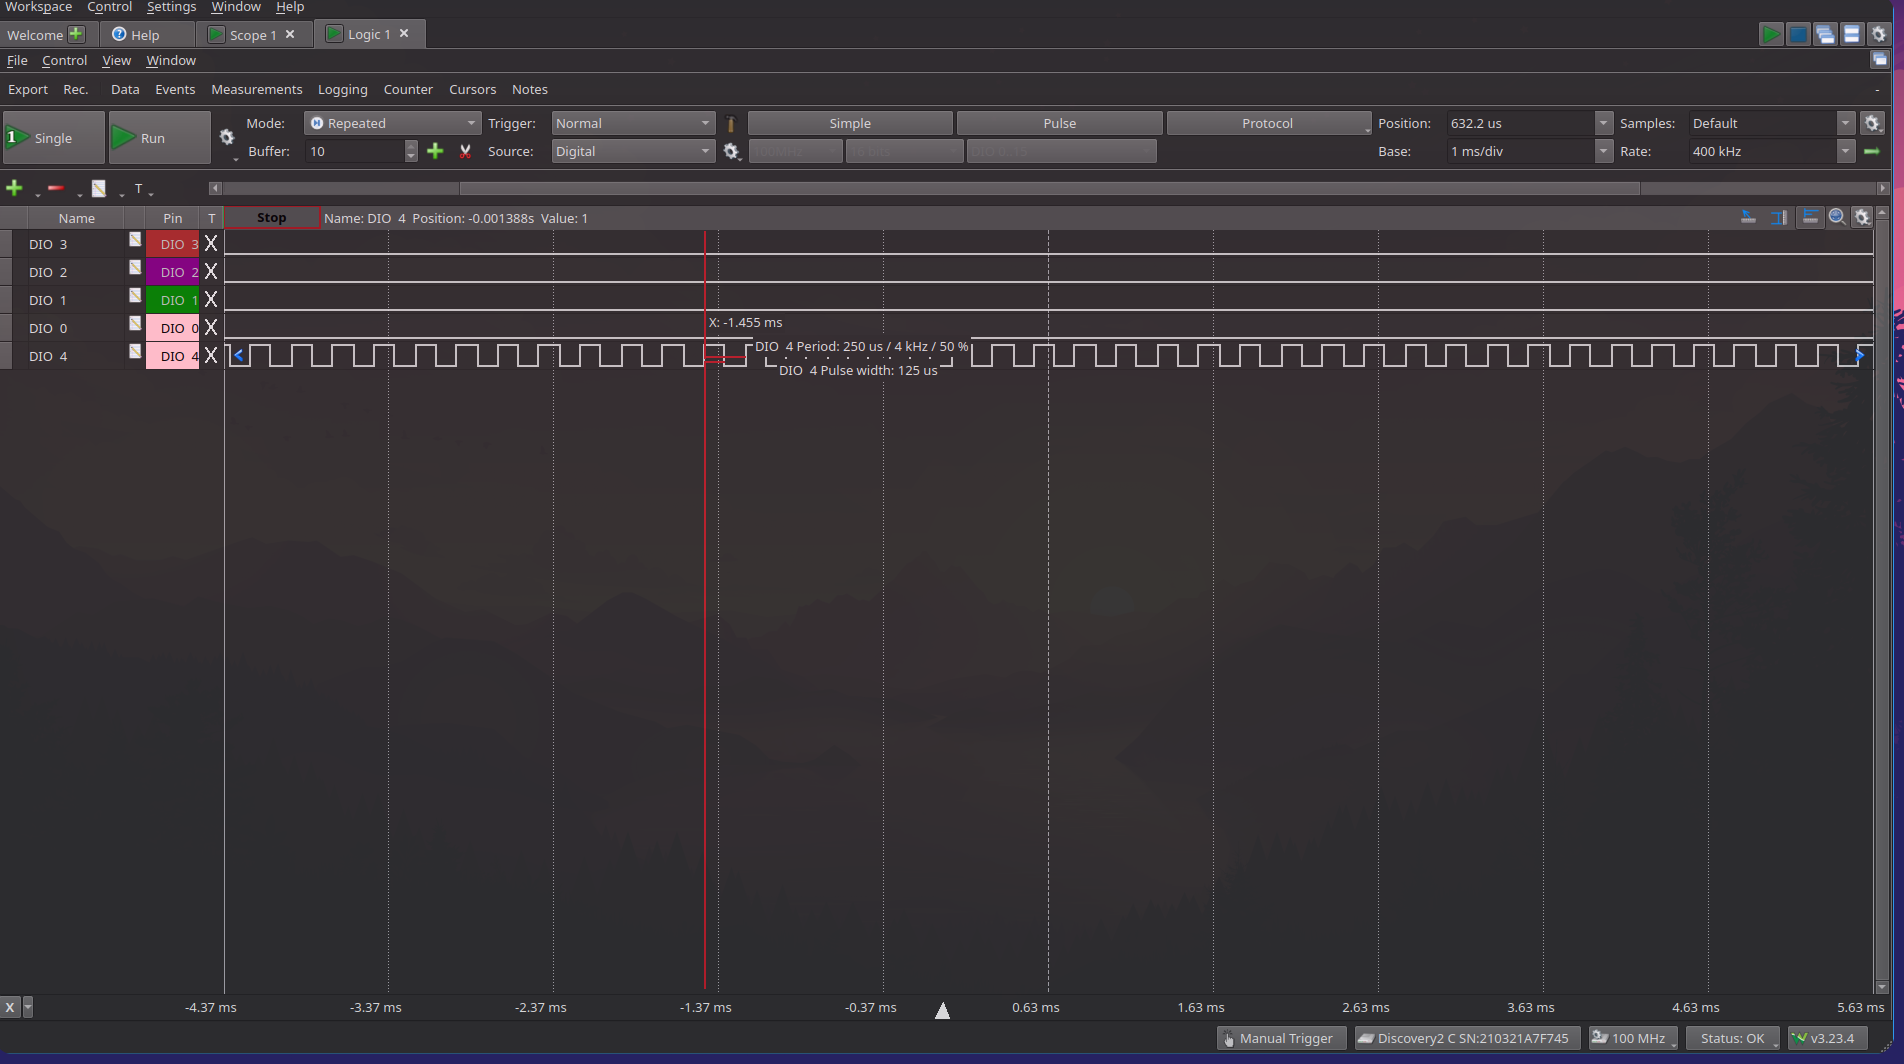 Workspace Control Settings Window Help
Welcome Help Scope 1 Logic 1
File Control View Window
Export Rec. Data Events Measurements Logging Counter Cursors Notes -
1 Single Run Mode: Repeated Trigger: Normal Simple Pulse Protocol Position: 632.2 us Samples: Default
Buffer: 10 Source: Digital 100MHz 16 bits DIO 0..15 Base: 1 ms/div Rate: 400 kHz
T
Name Pin T Stop Name: DIO 4 Position: -0.001388s Value: 1
DIO 3 DIO 3 X
DIO 2 DIO 2 X
DIO 1 DIO 1 X
X: -1.455 ms
DIO 0 DIO 0 X
DIO 4 Period: 250 us / 4 kHz / 50 %
DIO 4 DIO 4 X
DIO 4 Pulse width: 125 us
X -4.37 ms -3.37 ms -2.37 ms -1.37 ms -0.37 ms 0.63 ms 1.63 ms 2.63 ms 3.63 ms 4.63 ms 5.63 ms
Manual Trigger Discovery2 C SN:210321A7F745 100 MHz Status: OK v3.23.4